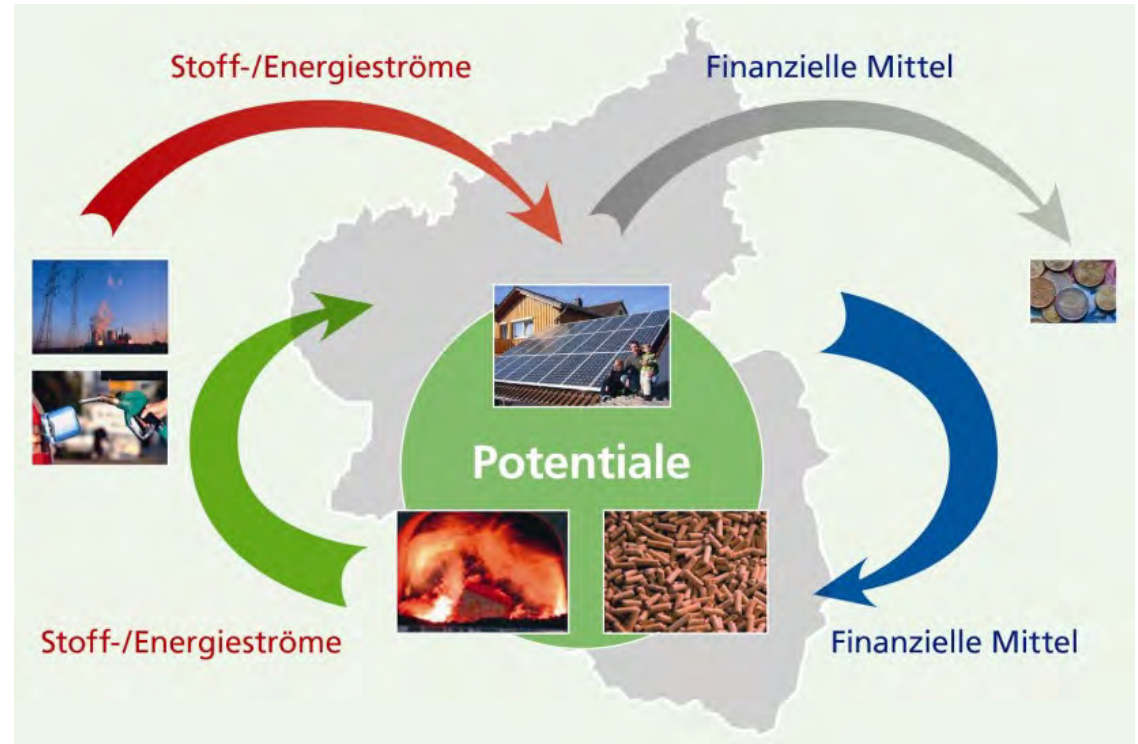 Stoff-/Energieströme
Finanzielle Mittel
Potentiale
Stoff-/Energieströme
Finanzielle Mittel